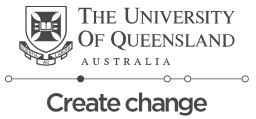 THE UNIVERSITY
OF QUEENSLAND
AUSTRALIA
Create change